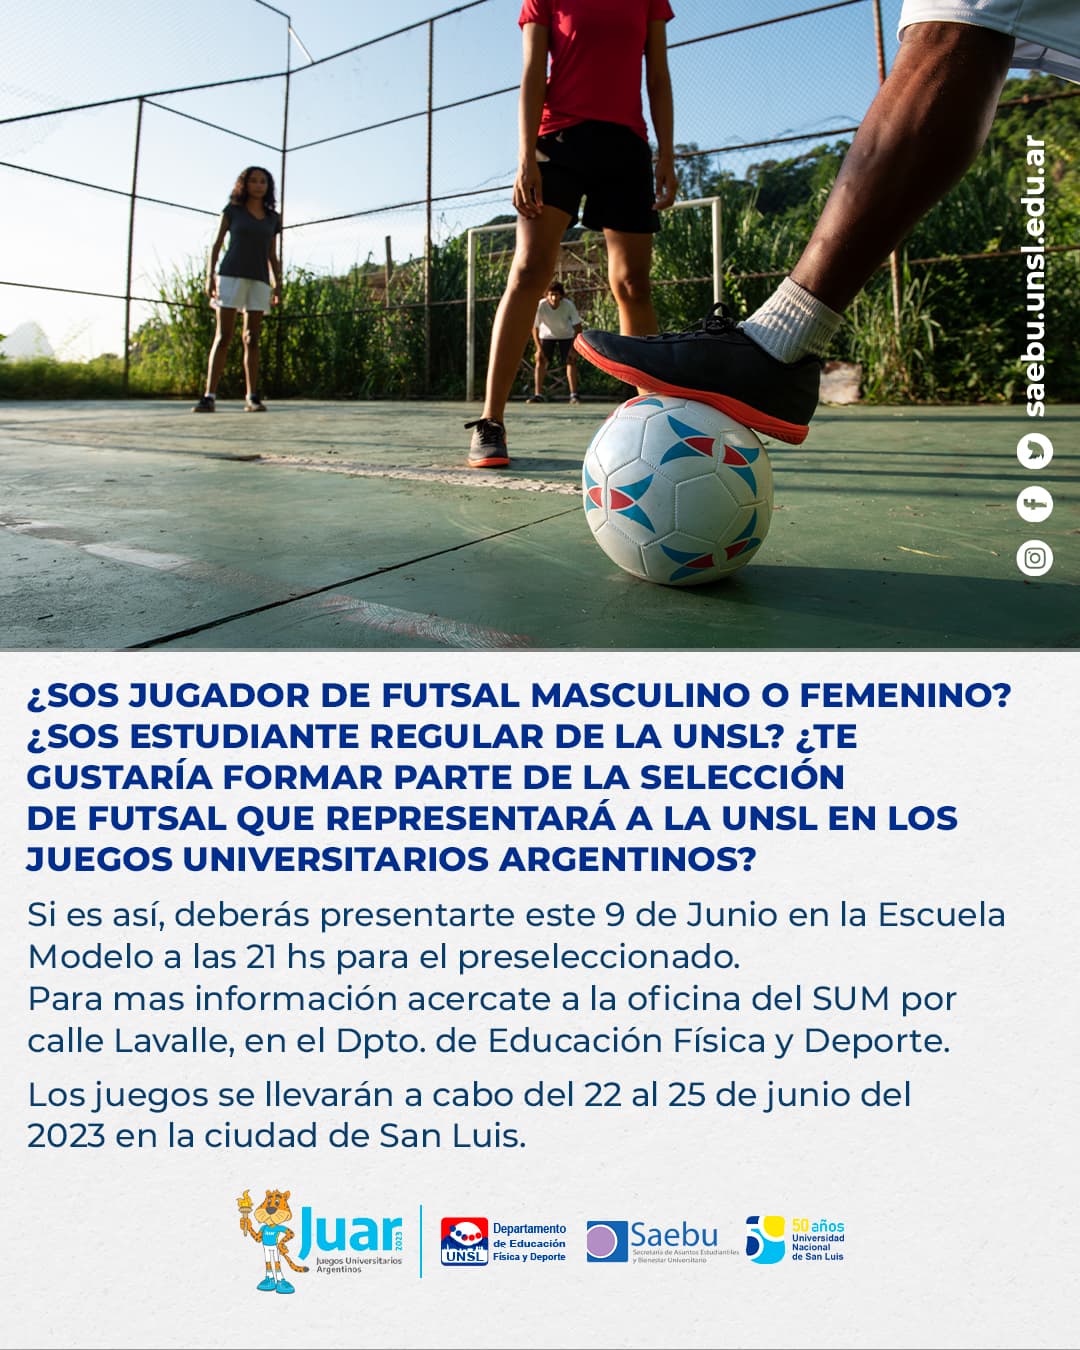 saebu.unsl.edu.ar
¿SOS JUGADOR DE FUTSAL MASCULINO O FEMENINO?
¿SOS ESTUDIANTE REGULAR DE LA UNSL? ¿TE
GUSTARÍA FORMAR PARTE DE LA SELECCIÓN
DE FUTSAL QUE REPRESENTARÁ A LA UNSL EN LOS
JUEGOS UNIVERSITARIOS ARGENTINOS?
Si es así, deberás presentarte este 9 de Junio en la Escuela
Modelo a las 21 hs para el preseleccionado.
Para mas información acercate a la oficina del SUM por
calle Lavalle, en el Dpto. de Educación Física y Deporte.
Los juegos se llevarán a cabo del 22 al 25 de junio del
2023 en la ciudad de San Luis.
Juar 2023
Juegos Universitarios
Argentinos
UNSL
Departamento
de Educación
Física y Deporte
Saebu
Secretaría de Asuntos Estudiantiles
y Bienestar Universitario
50 años
Universidad
Nacional
de San Luis